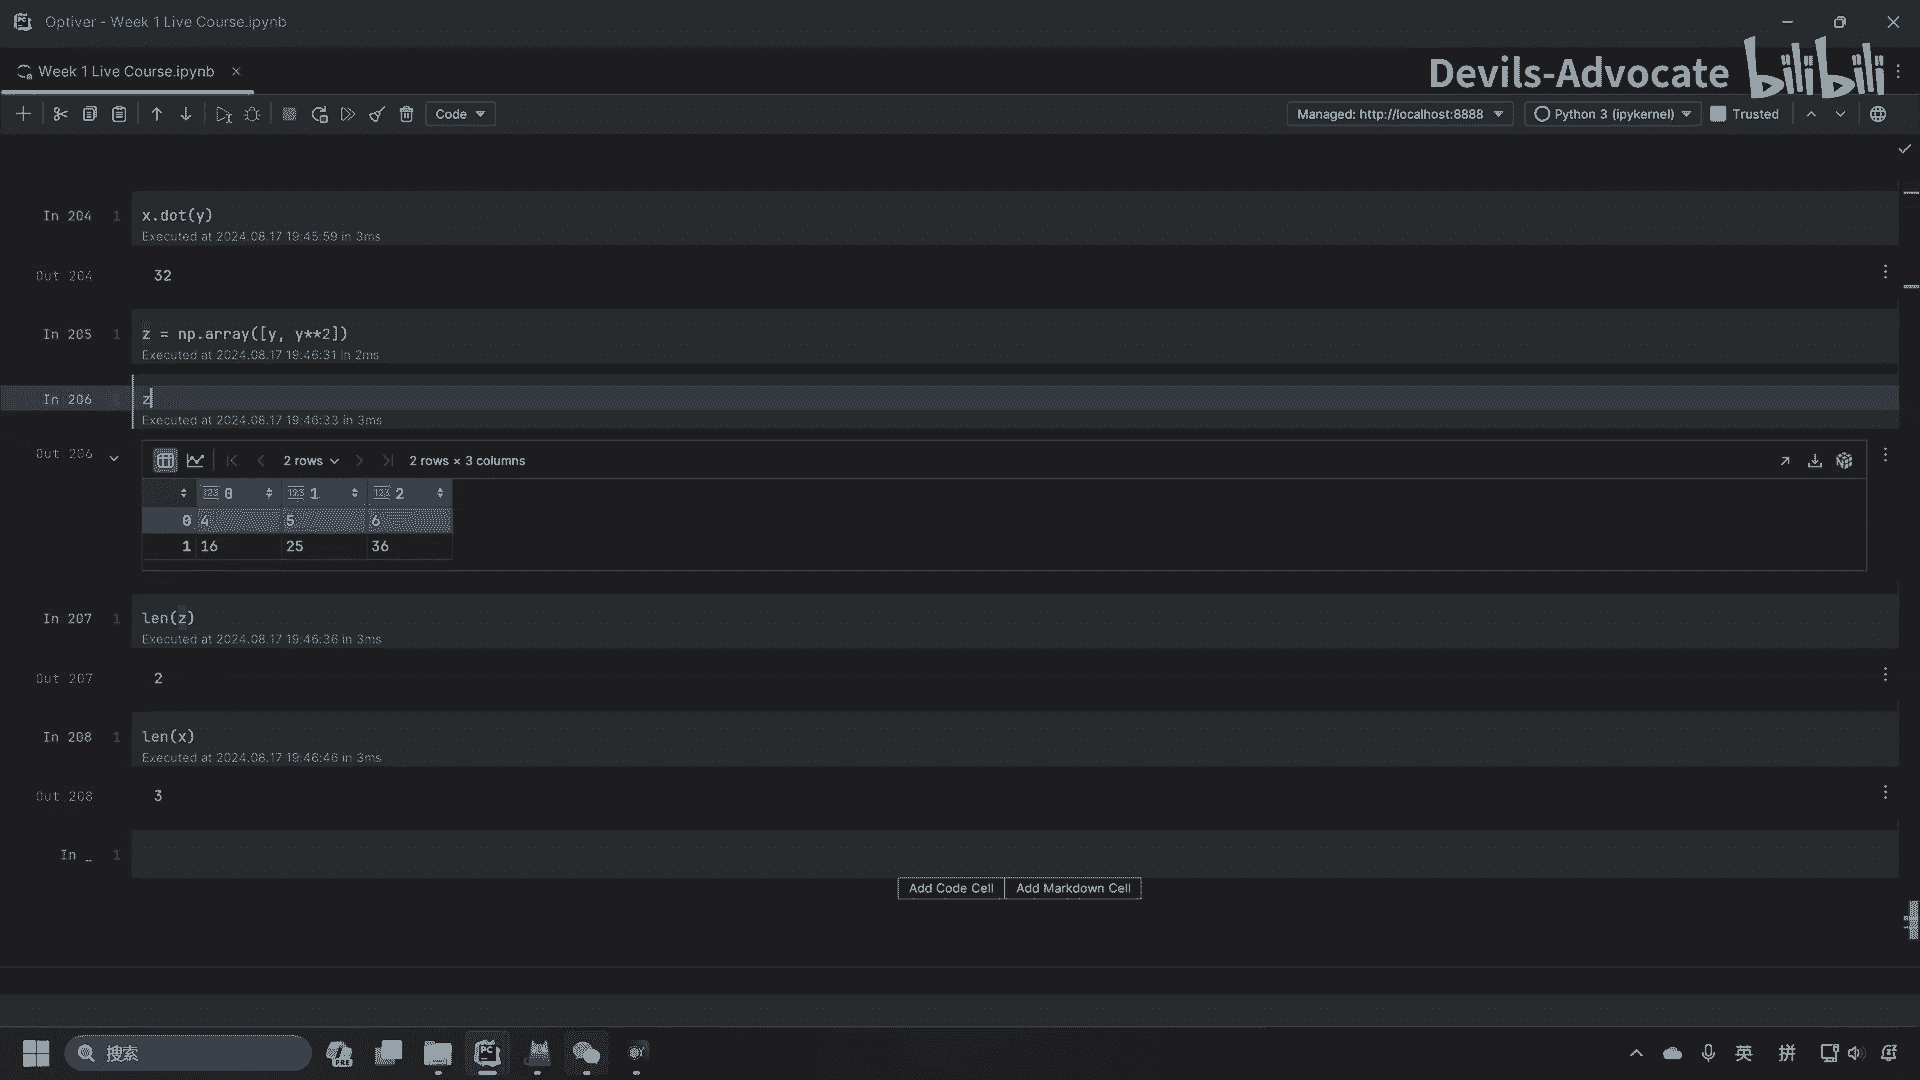 Optiver - Week 1 Live Course.ipynb
Week 1 Live Course.ipynb
Devils-Advocate bilibili
Code
Managed: http://localhost:8888
Python 3 (ipykernel)
Trusted
In 204 1 x.dot(y)
Executed at 2024.08.17 19:45:59 in 3ms
Out 204 32
In 205 1 z = np.array([y, y**2])
Executed at 2024.08.17 19:46:31 in 2ms
In 206 1 z
Executed at 2024.08.17 19:46:33 in 3ms
Out 206 2 rows 2 rows × 3 columns
123 0 123 1 123 2
0 4 5 6
1 16 25 36
In 207 1 len(z)
Executed at 2024.08.17 19:46:36 in 3ms
Out 207 2
In 208 1 len(x)
Executed at 2024.08.17 19:46:46 in 3ms
Out 208 3
In _ 1
Add Code Cell Add Markdown Cell
搜索 PRE PC 英 拼